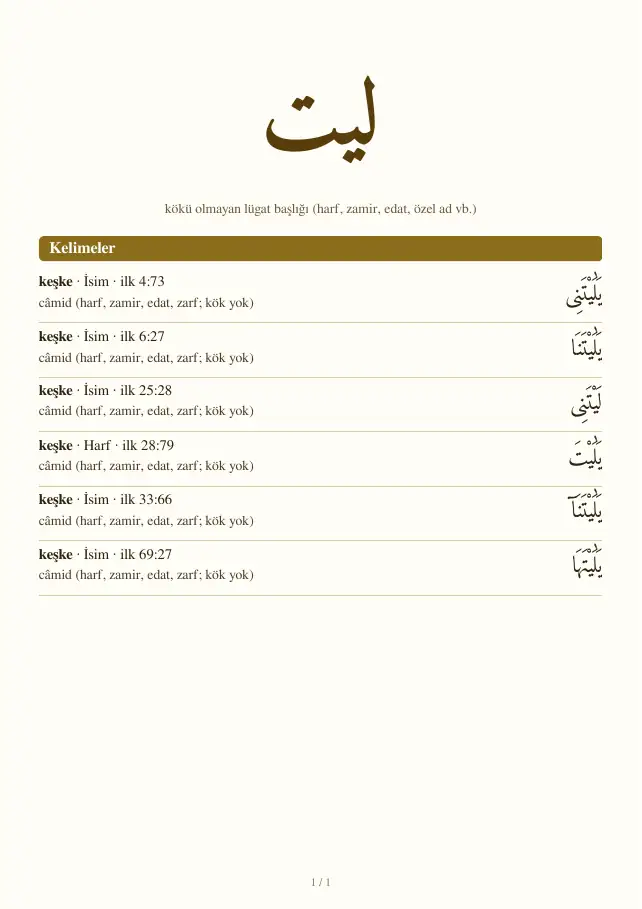 ليت
kökü olmayan lügat başlığı (harf, zamir, edat, özel ad vb.)
Kelimeler
keşke · İsim · ilk 4:73 يَٰلَيْتَنِى
câmid (harf, zamir, edat, zarf; kök yok)
keşke · İsim · ilk 6:27 يَٰلَيْتَنَا
câmid (harf, zamir, edat, zarf; kök yok)
keşke · İsim · ilk 25:28 لَيْتَنِى
câmid (harf, zamir, edat, zarf; kök yok)
keşke · Harf · ilk 28:79 يَٰلَيْتَ
câmid (harf, zamir, edat, zarf; kök yok)
keşke · İsim · ilk 33:66 يَٰلَيْتَنَآ
câmid (harf, zamir, edat, zarf; kök yok)
keşke · İsim · ilk 69:27 يَٰلَيْتَهَا
câmid (harf, zamir, edat, zarf; kök yok)
1 / 1